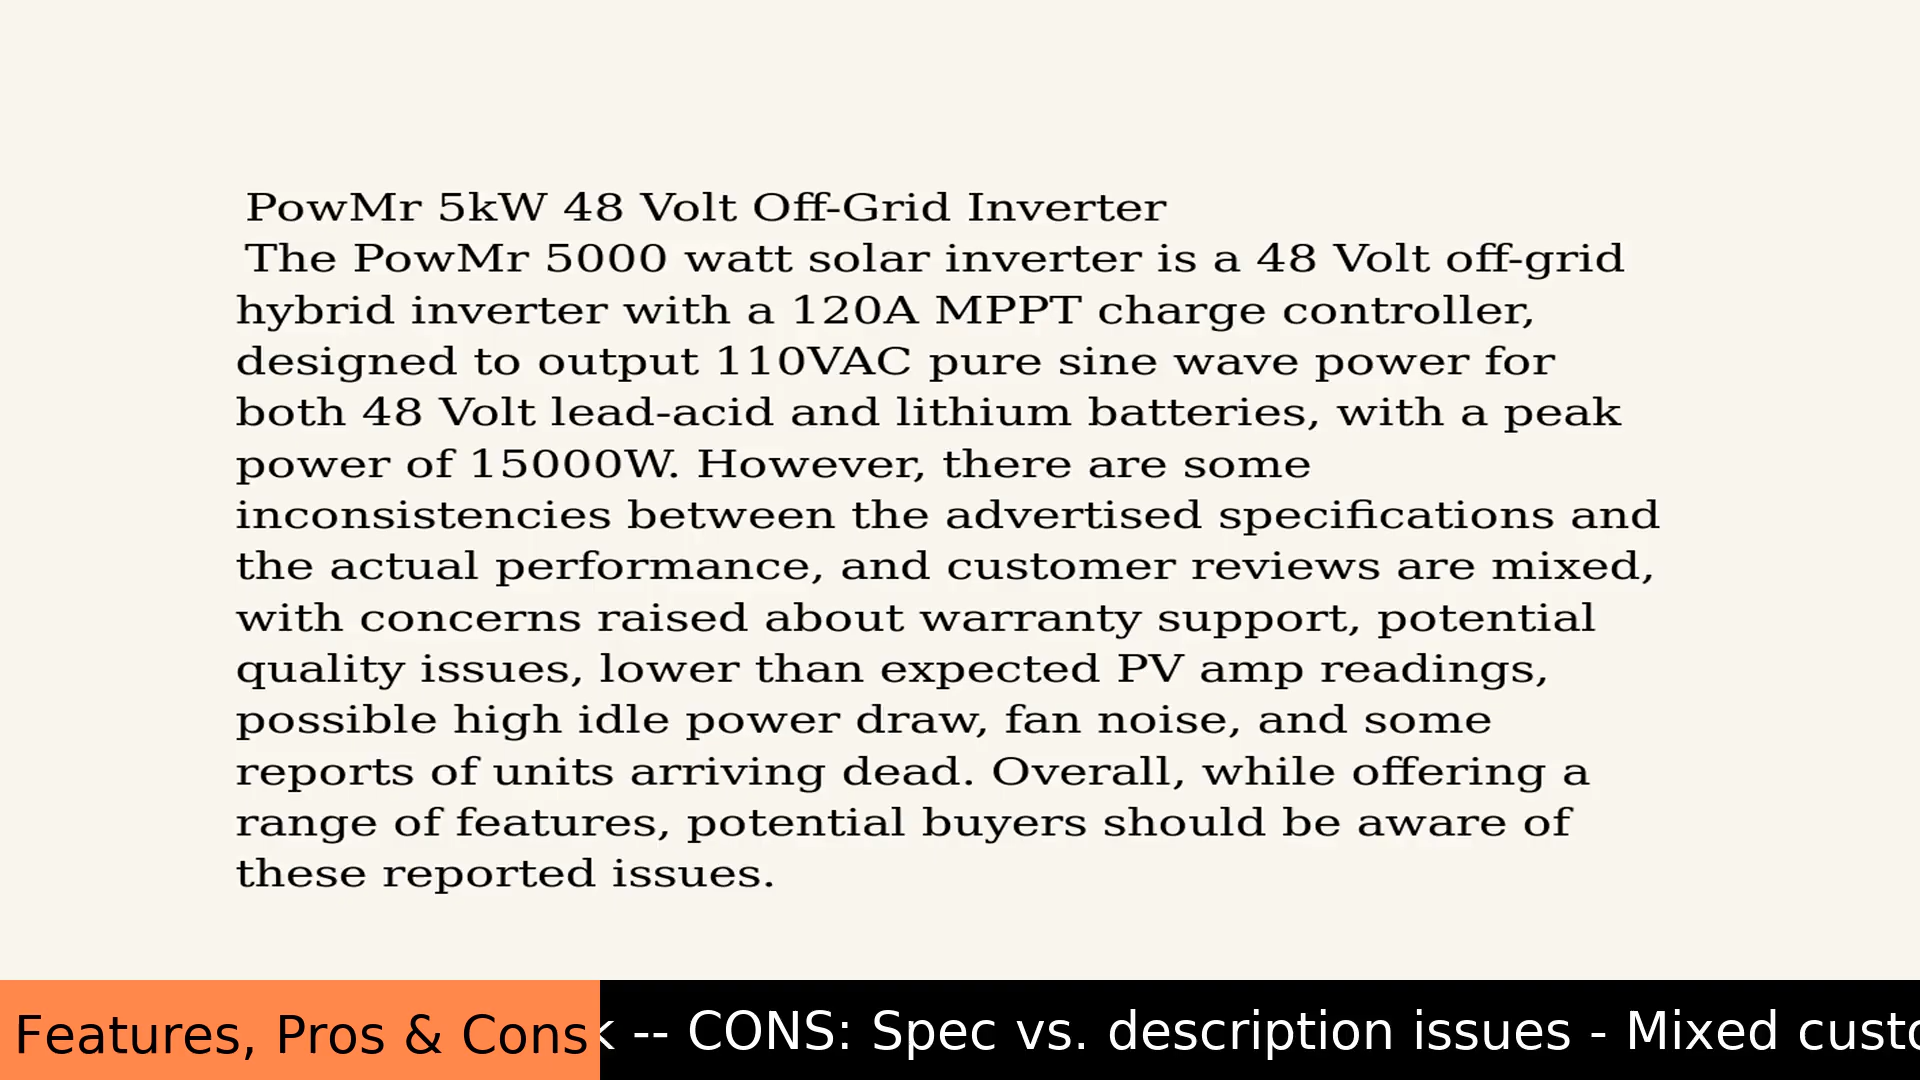 PowMr 5kW 48 Volt Off-Grid Inverter
The PowMr 5000 watt solar inverter is a 48 Volt off-grid
hybrid inverter with a 120A MPPT charge controller,
designed to output 110VAC pure sine wave power for
both 48 Volt lead-acid and lithium batteries, with a peak
power of 15000W. However, there are some
inconsistencies between the advertised specifications and
the actual performance, and customer reviews are mixed,
with concerns raised about warranty support, potential
quality issues, lower than expected PV amp readings,
possible high idle power draw, fan noise, and some
reports of units arriving dead. Overall, while offering a
range of features, potential buyers should be aware of
these reported issues.
Features, Pros & Cons
-- CONS: Spec vs. description issues - Mixed